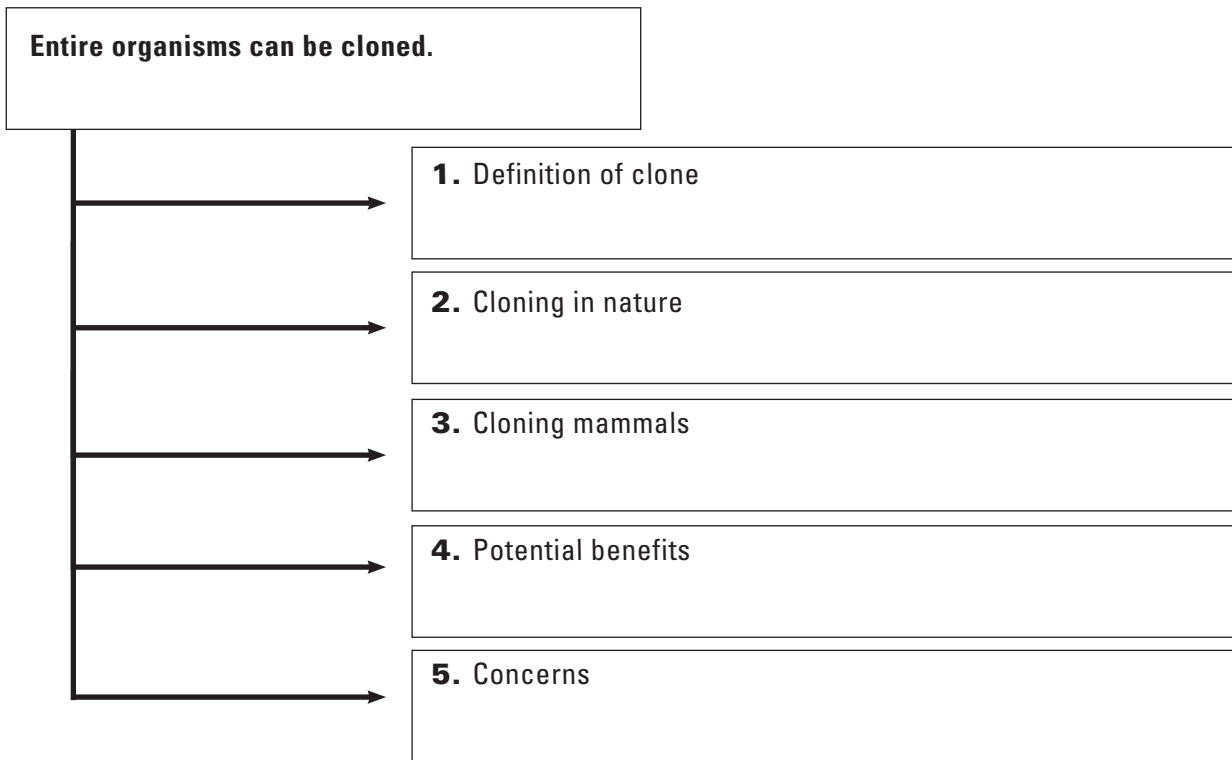 Entire organisms can be cloned.
1. Definition of clone
2. Cloning in nature
3. Cloning mammals
4. Potential benefits
5. Concerns